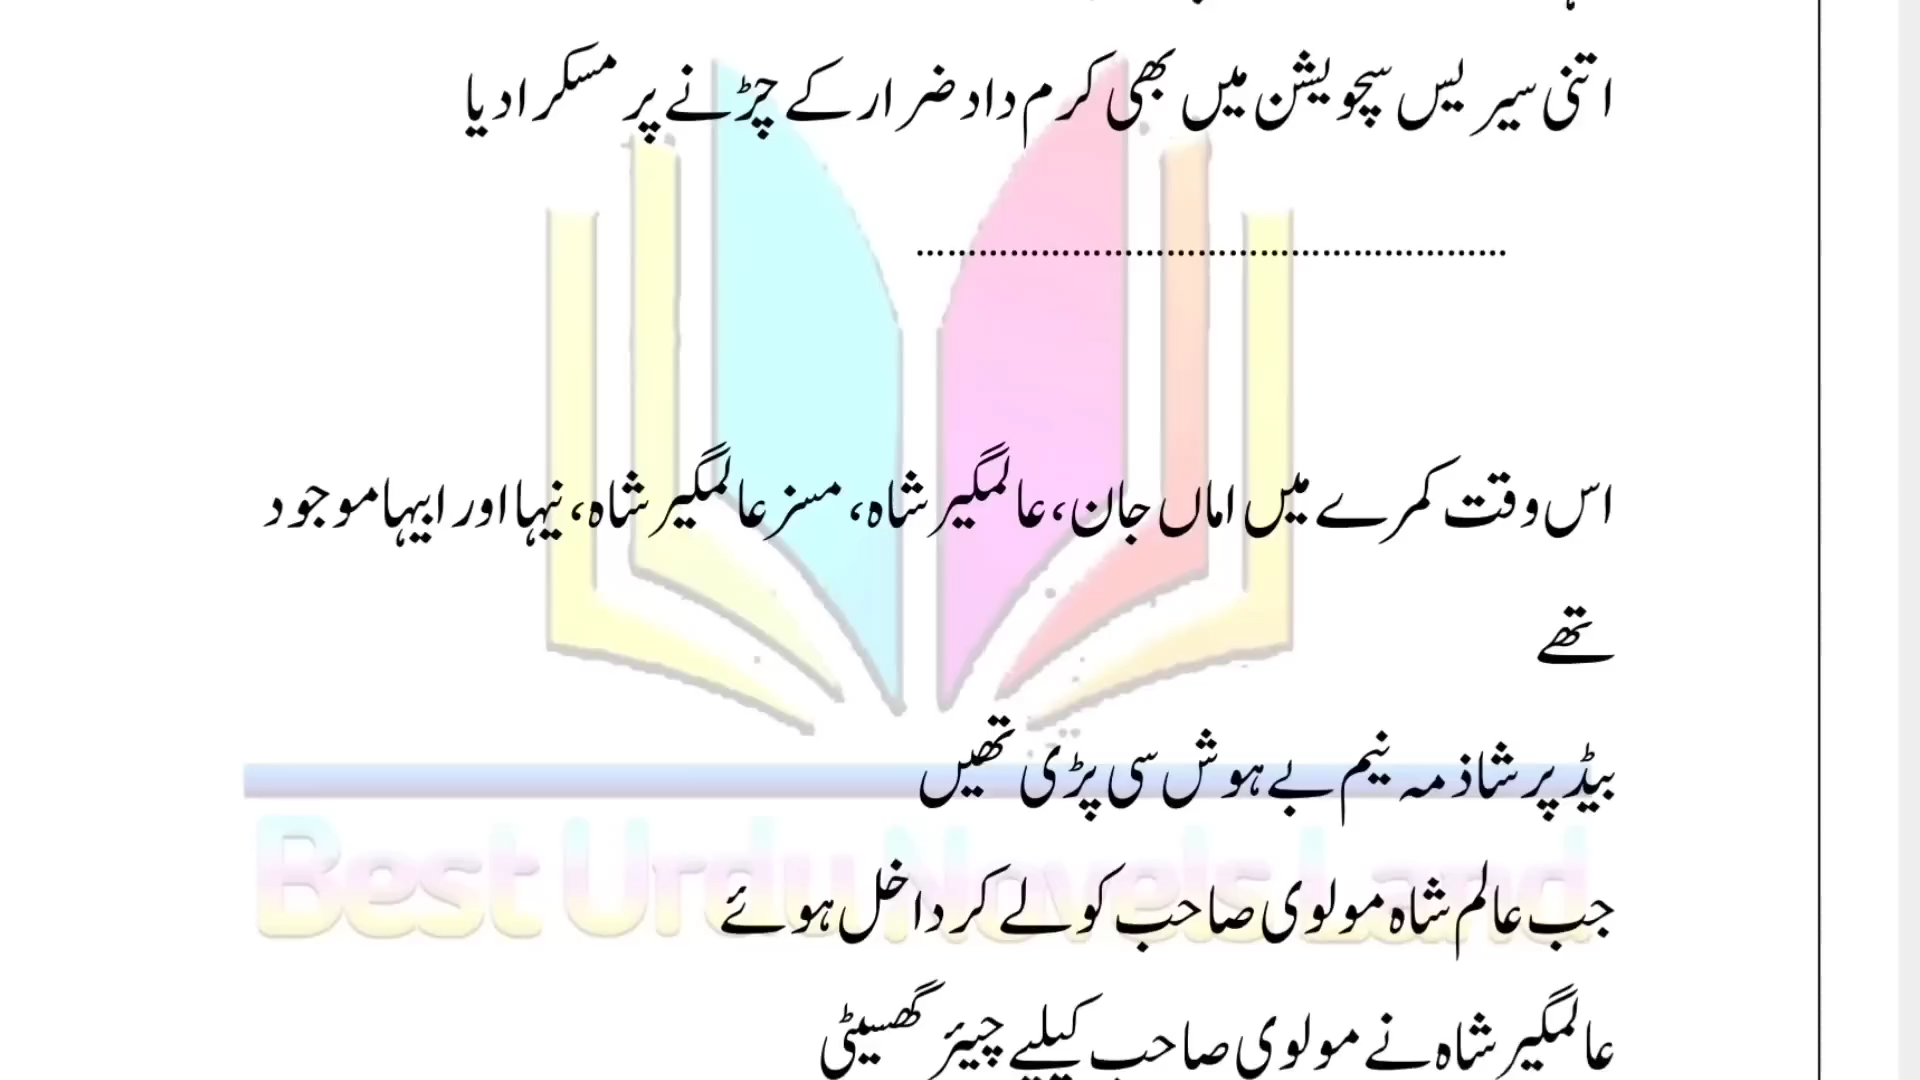 اتنی سیریس سچویشن میں بھی کرم داد ضرار کے چڑنے پر مسکرا دیا
......................................................
اس وقت کمرے میں اماں جان، عالمگیر شاہ، مسز عالمگیر شاہ، نیہا اور ابیہا موجود
تھے
بیڈ پر شاذمہ نیم بے ہوش سی پڑی تھیں
جب عالم شاہ مولوی صاحب کو لے کر داخل ہوئے
Best Urdu Novels Land
عالمگیر شاہ نے مولوی صاحب کیلیے چیئر گھسیٹی